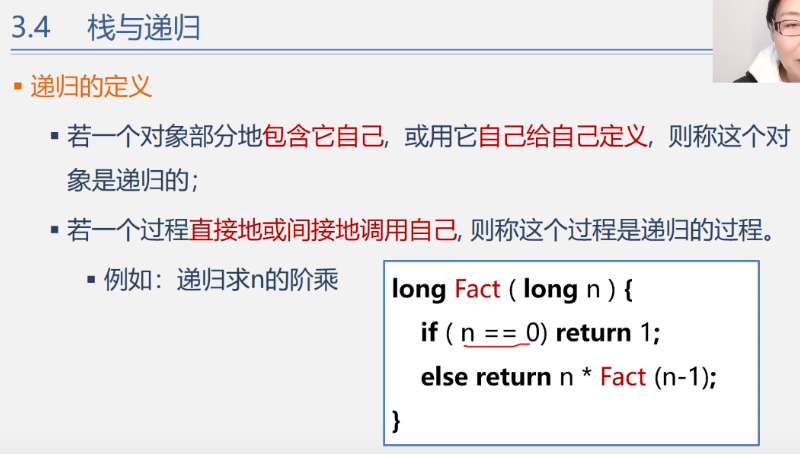 3.4 栈与递归
▪ 递归的定义
▪ 若一个对象部分地包含它自己, 或用它自己给自己定义, 则称这个对
象是递归的;
▪ 若一个过程直接地或间接地调用自己, 则称这个过程是递归的过程。
▪ 例如：递归求n的阶乘
long Fact ( long n ) {
if ( n == 0) return 1;
else return n * Fact (n-1);
}